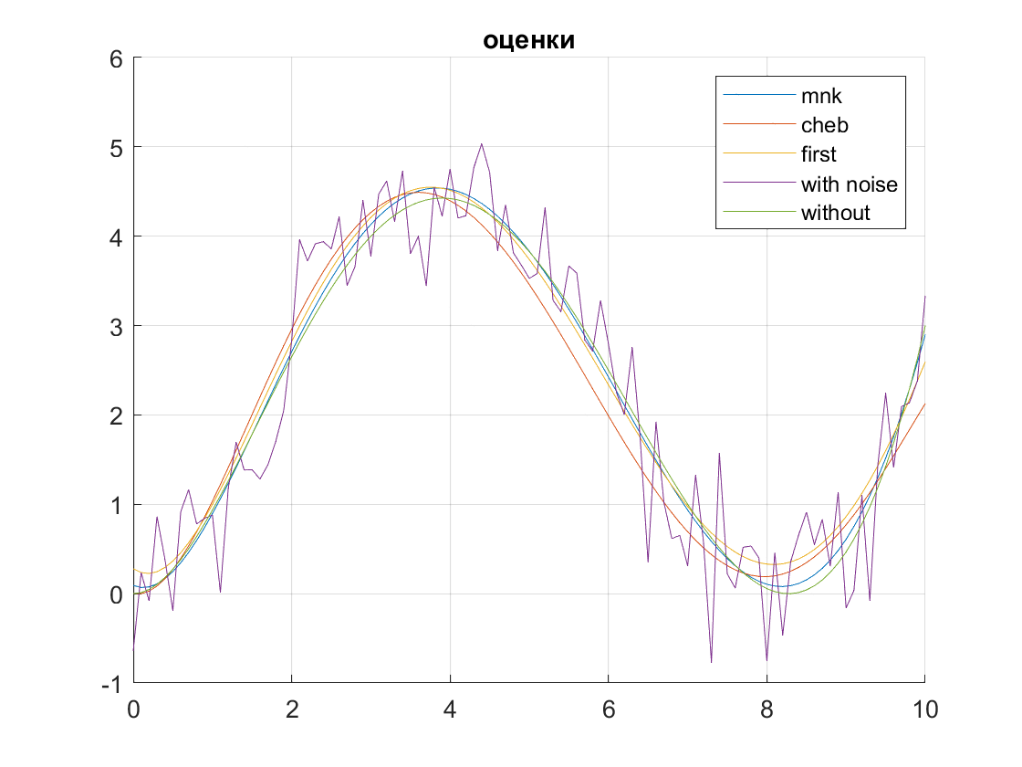 оценки
6
5
4
3
2
1
0
-1
0 2 4 6 8 10
mnk
cheb
first
with noise
without